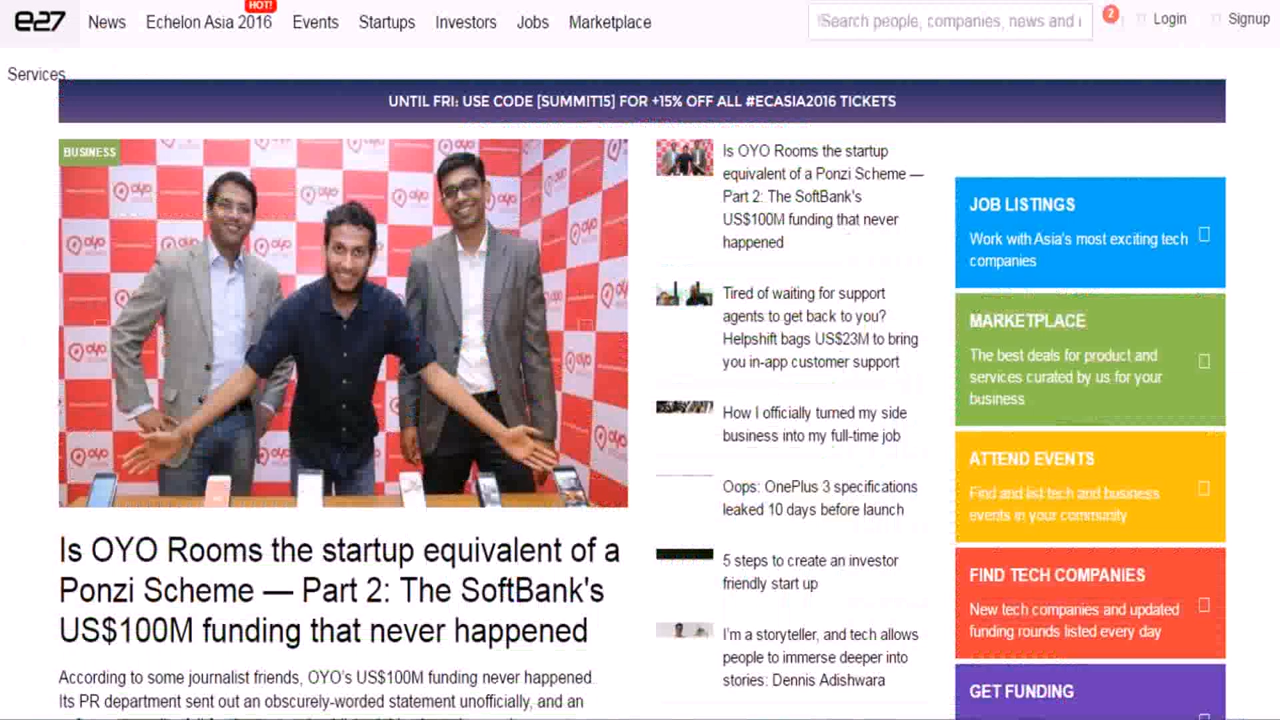 e27 News Echelon Asia 2016 HOT! Events Startups Investors Jobs Marketplace Search people, companies, news and 2 Login Signup
Services
UNTIL FRI: USE CODE [SUMMIT15] FOR +15% OFF ALL #ECASIA2016 TICKETS
BUSINESS
oyo
Is OYO Rooms the startup equivalent of a
Ponzi Scheme — Part 2: The SoftBank's
US$100M funding that never happened
According to some journalist friends, OYO's US$100M funding never happened.
Its PR department sent out an obscurely-worded statement unofficially, and an
Is OYO Rooms the startup
equivalent of a Ponzi Scheme —
Part 2: The SoftBank's
US$100M funding that never
happened
Tired of waiting for support
agents to get back to you?
Helpshift bags US$23M to bring
you in-app customer support
How I officially turned my side
business into my full-time job
Oops: OnePlus 3 specifications
leaked 10 days before launch
5 steps to create an investor
friendly start up
I'm a storyteller, and tech allows
people to immerse deeper into
stories: Dennis Adishwara
JOB LISTINGS
Work with Asia's most exciting tech
companies
MARKETPLACE
The best deals for product and
services curated by us for your
business
ATTEND EVENTS
Find and list tech and business
events in your community
FIND TECH COMPANIES
New tech companies and updated
funding rounds listed every day
GET FUNDING